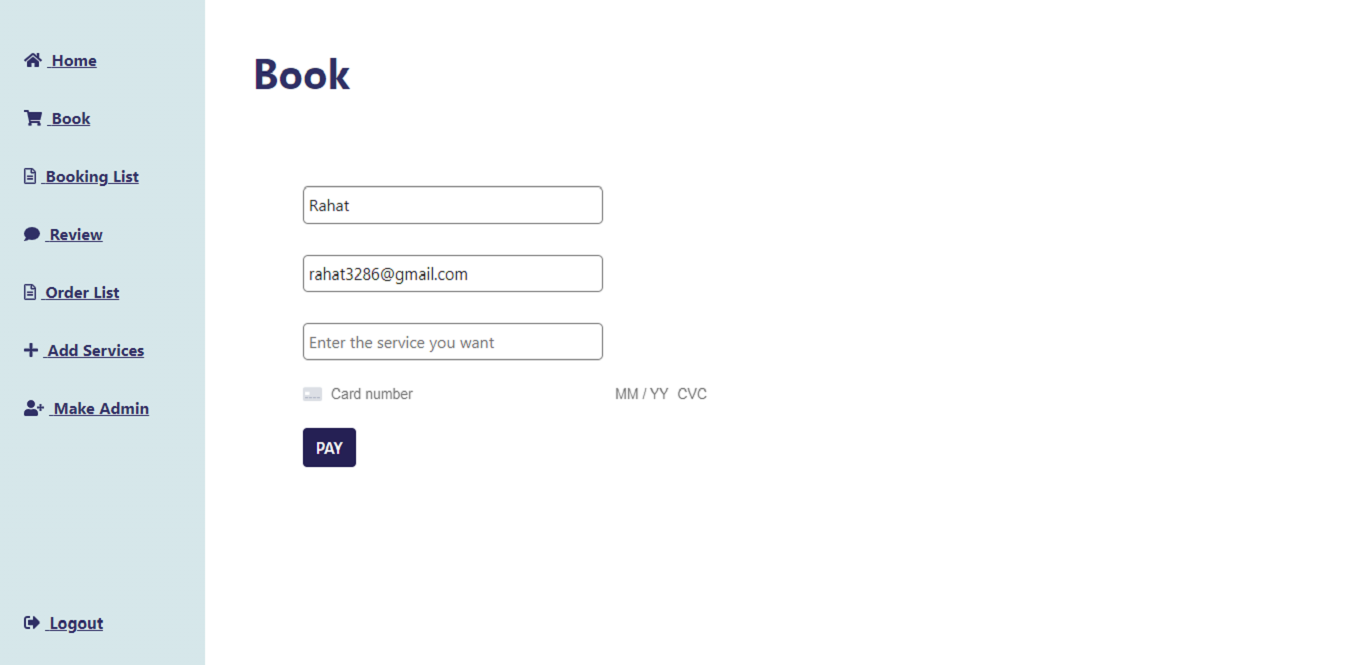 Home
Book
Booking List
Review
Order List
Add Services
Make Admin
Logout
Book
Rahat
rahat3286@gmail.com
Enter the service you want
Card number MM / YY CVC
PAY